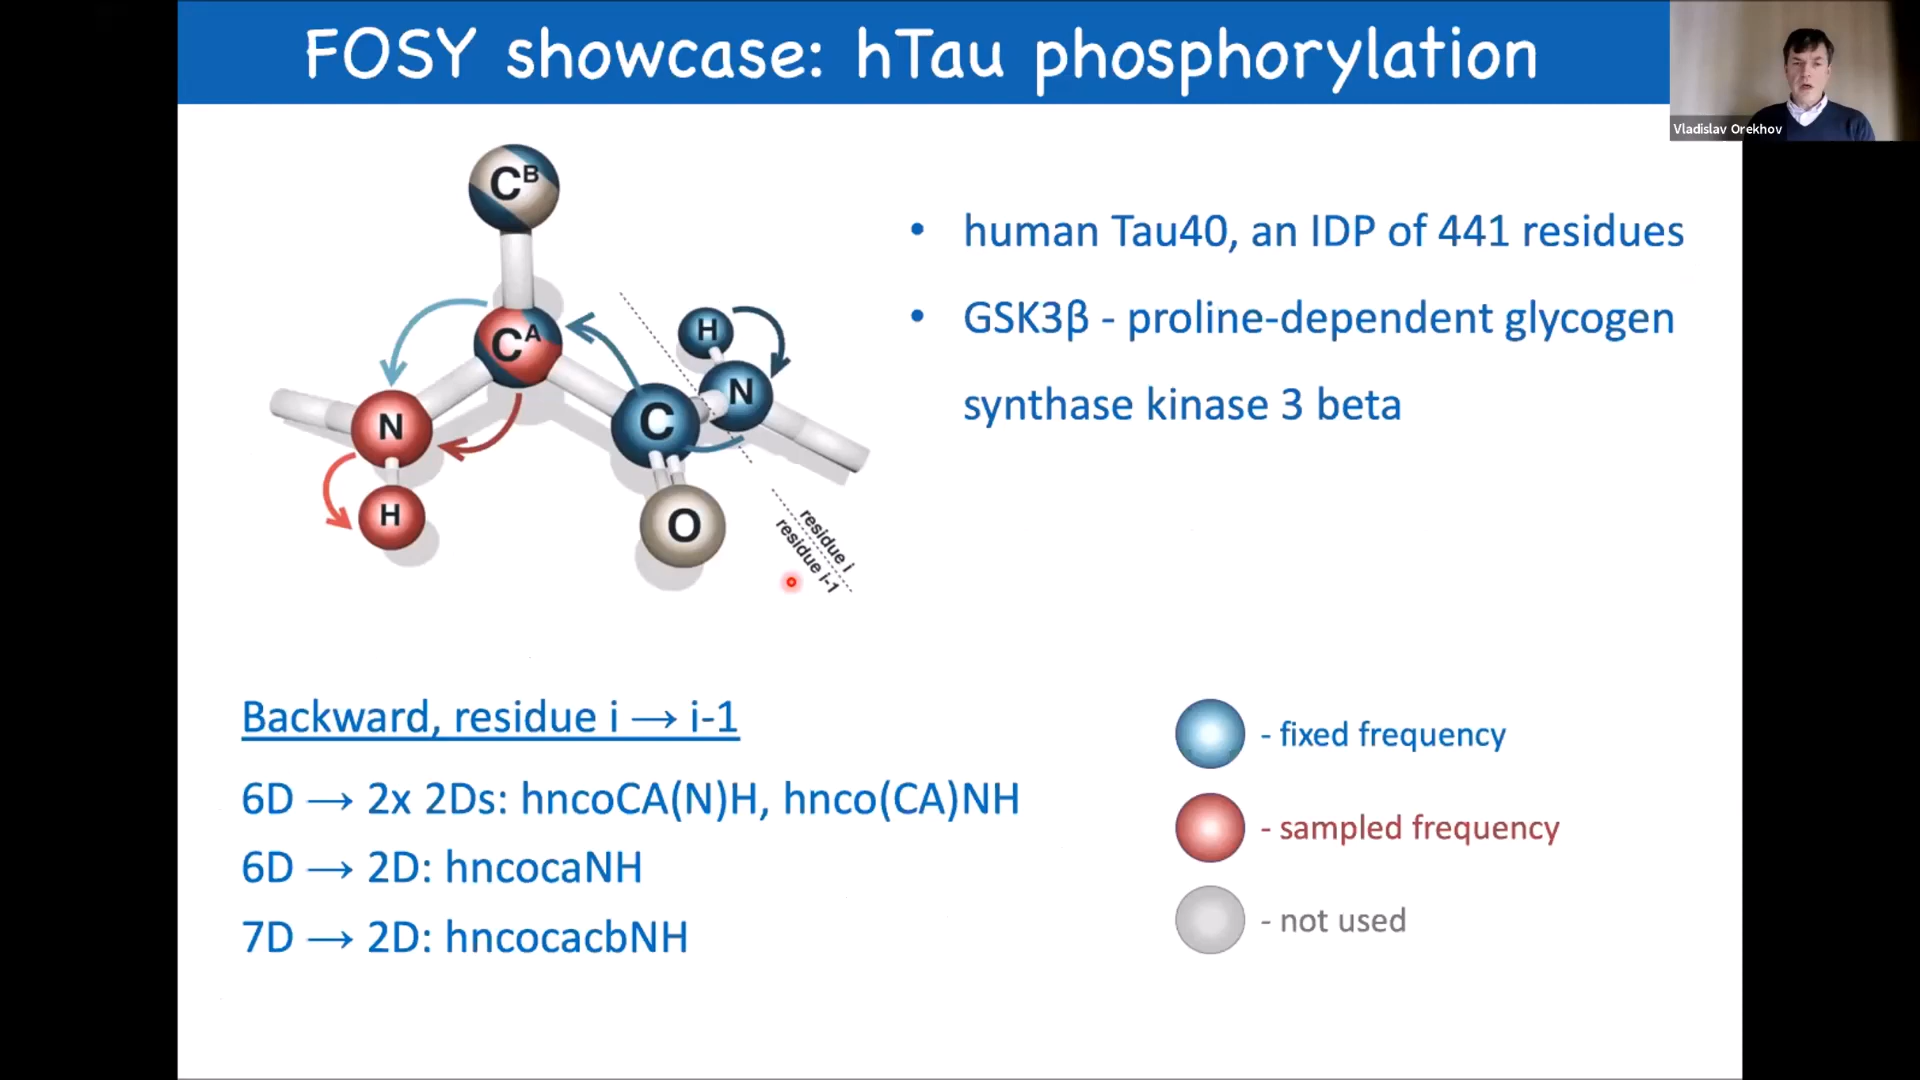 FOSY showcase: hTau phosphorylation
Vladislav Orekhov
C^B
C^A
H
N
C
N
H
O
residue i
residue i-1
• human Tau40, an IDP of 441 residues
• GSK3β - proline-dependent glycogen
synthase kinase 3 beta
Backward, residue i → i-1
6D → 2x 2Ds: hncoCA(N)H, hnco(CA)NH
6D → 2D: hncocaNH
7D → 2D: hncocacbNH
- fixed frequency
- sampled frequency
- not used